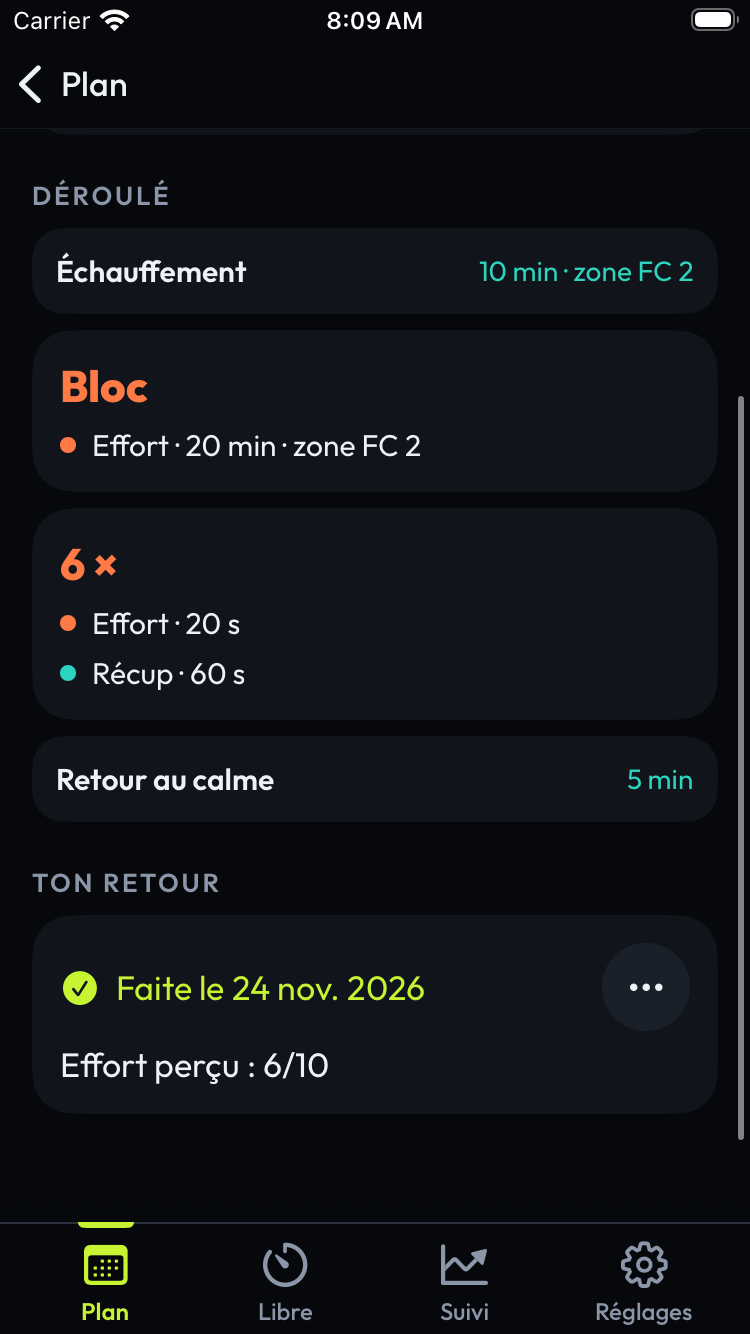 Carrier 8:09 AM
Plan
DÉROULÉ
Échauffement 10 min · zone FC 2
Bloc
Effort · 20 min · zone FC 2
6 ×
Effort · 20 s
Récup · 60 s
Retour au calme 5 min
TON RETOUR
Faite le 24 nov. 2026
Effort perçu : 6/10
Plan Libre Suivi Réglages